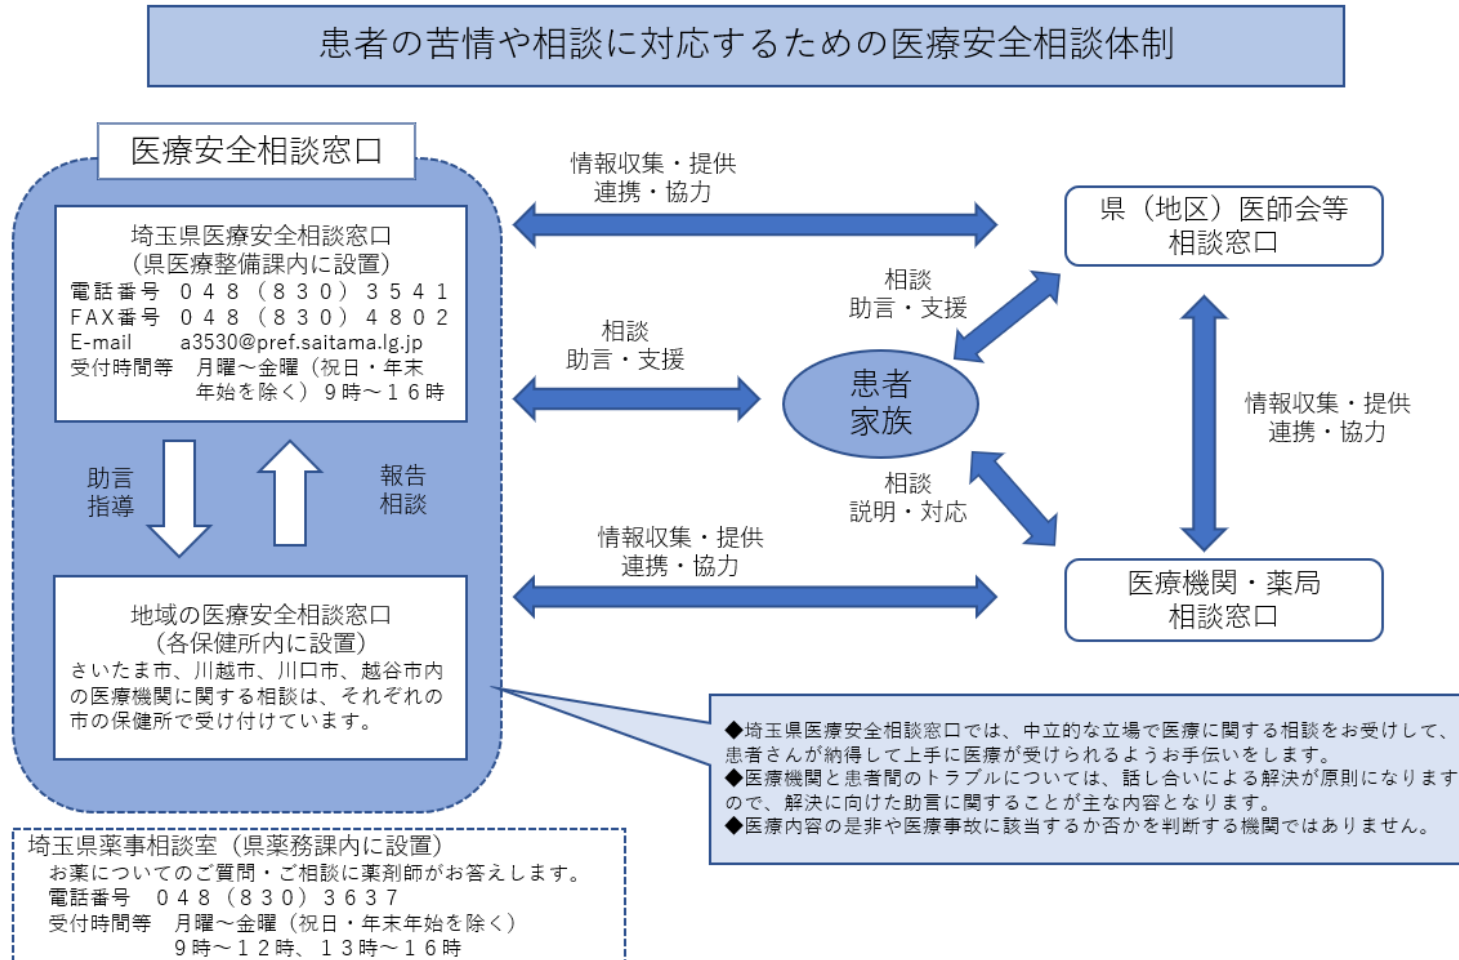 患者の苦情や相談に対応するための医療安全相談体制
医療安全相談窓口
埼玉県医療安全相談窓口
（県医療整備課内に設置）
電話番号　０４８（８３０）３５４１
FAX番号　０４８（８３０）４８０２
E-mail　a3530@pref.saitama.lg.jp
受付時間等　月曜～金曜（祝日・年末
年始を除く）９時～１６時
助言
指導
報告
相談
地域の医療安全相談窓口
（各保健所内に設置）
さいたま市、川越市、川口市、越谷市内
の医療機関に関する相談は、それぞれの
市の保健所で受け付けています。
情報収集・提供
連携・協力
相談
助言・支援
情報収集・提供
連携・協力
相談
助言・支援
患者
家族
相談
説明・対応
県（地区）医師会等
相談窓口
情報収集・提供
連携・協力
医療機関・薬局
相談窓口
◆埼玉県医療安全相談窓口では、中立的な立場で医療に関する相談をお受けして、
患者さんが納得して上手に医療が受けられるようお手伝いをします。
◆医療機関と患者間のトラブルについては、話し合いによる解決が原則になります
ので、解決に向けた助言に関することが主な内容となります。
◆医療内容の是非や医療事故に該当するか否かを判断する機関ではありません。
埼玉県薬事相談室（県薬務課内に設置）
お薬についてのご質問・ご相談に薬剤師がお答えします。
電話番号　０４８（８３０）３６３７
受付時間等　月曜～金曜（祝日・年末年始を除く）
９時～１２時、１３時～１６時